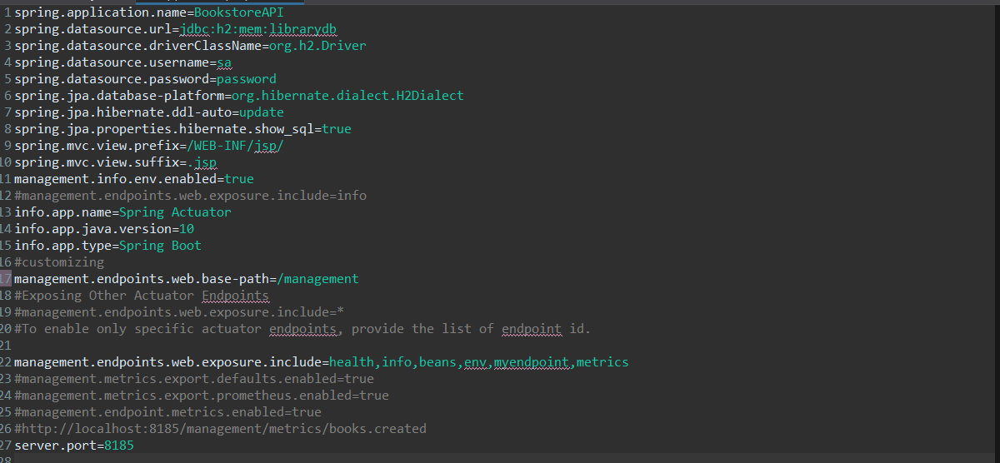 1 spring.application.name=BookstoreAPI
2 spring.datasource.url=jdbc:h2:mem:librarydb
3 spring.datasource.driverClassName=org.h2.Driver
4 spring.datasource.username=sa
5 spring.datasource.password=password
6 spring.jpa.database-platform=org.hibernate.dialect.H2Dialect
7 spring.jpa.hibernate.ddl-auto=update
8 spring.jpa.properties.hibernate.show_sql=true
9 spring.mvc.view.prefix=/WEB-INF/jsp/
10 spring.mvc.view.suffix=.jsp
11 management.info.env.enabled=true
12 #management.endpoints.web.exposure.include=info
13 info.app.name=Spring Actuator
14 info.app.java.version=10
15 info.app.type=Spring Boot
16 #customizing
17 management.endpoints.web.base-path=/management
18 #Exposing Other Actuator Endpoints
19 #management.endpoints.web.exposure.include=*
20 #To enable only specific actuator endpoints, provide the list of endpoint id.
21
22 management.endpoints.web.exposure.include=health,info,beans,env,myendpoint,metrics
23 #management.metrics.export.defaults.enabled=true
24 #management.metrics.export.prometheus.enabled=true
25 #management.endpoint.metrics.enabled=true
26 #http://localhost:8185/management/metrics/books.created
27 server.port=8185
28